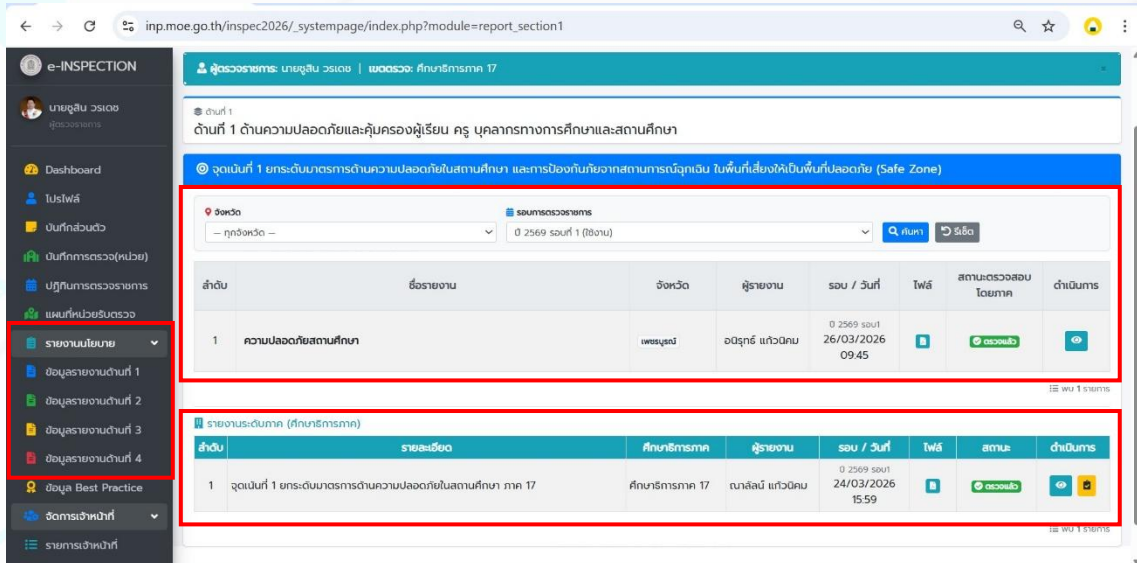 inp.moe.go.th/inspec2026/_systempage/index.php?module=report_section1
e-INSPECTION
นายชูสิน วรเดช
ผู้ตรวจราชการ
Dashboard
โปรไฟล์
บันทึกส่วนตัว
บันทึกการตรวจ(หน่วย)
ปฏิทินการตรวจราชการ
แผนที่หน่วยรับตรวจ
รายงานนโยบาย
ข้อมูลรายงานด้านที่ 1
ข้อมูลรายงานด้านที่ 2
ข้อมูลรายงานด้านที่ 3
ข้อมูลรายงานด้านที่ 4
ข้อมูล Best Practice
จัดการเจ้าหน้าที่
รายการเจ้าหน้าที่
ผู้ตรวจราชการ: นายชูสิน วรเดช | เขตตรวจ: ศึกษาธิการภาค 17
ด้านที่ 1
ด้านที่ 1 ด้านความปลอดภัยและคุ้มครองผู้เรียน ครู บุคลากรทางการศึกษาและสถานศึกษา
จุดเน้นที่ 1 ยกระดับมาตรการด้านความปลอดภัยในสถานศึกษา และการป้องกันภัยจากสถานการณ์ฉุกเฉิน ในพื้นที่เสี่ยงให้เป็นพื้นที่ปลอดภัย (Safe Zone)
จังหวัด รอบการตรวจราชการ
– ทุกจังหวัด – ปี 2569 รอบที่ 1 (ใช้งาน) ค้นหา รีเซ็ต
ลำดับ ชื่อรายงาน จังหวัด ผู้รายงาน รอบ / วันที่ ไฟล์ สถานะตรวจสอบ ดำเนินการ
โดยภาค
ปี 2569 รอบ1
1 ความปลอดภัยสถานศึกษา เพชรบูรณ์ อนิรุทธ์ แก้วนิคม 26/03/2026 ตรวจแล้ว
09:45
พบ 1 รายการ
รายงานระดับภาค (ศึกษาธิการภาค)
ลำดับ รายละเอียด ศึกษาธิการภาค ผู้รายงาน รอบ / วันที่ ไฟล์ สถานะ ดำเนินการ
ปี 2569 รอบ1
1 จุดเน้นที่ 1 ยกระดับมาตรการด้านความปลอดภัยในสถานศึกษา ภาค 17 ศึกษาธิการภาค 17 ณาลัลน์ แก้วนิคม 24/03/2026 ตรวจแล้ว
15:59
พบ 1 รายการ